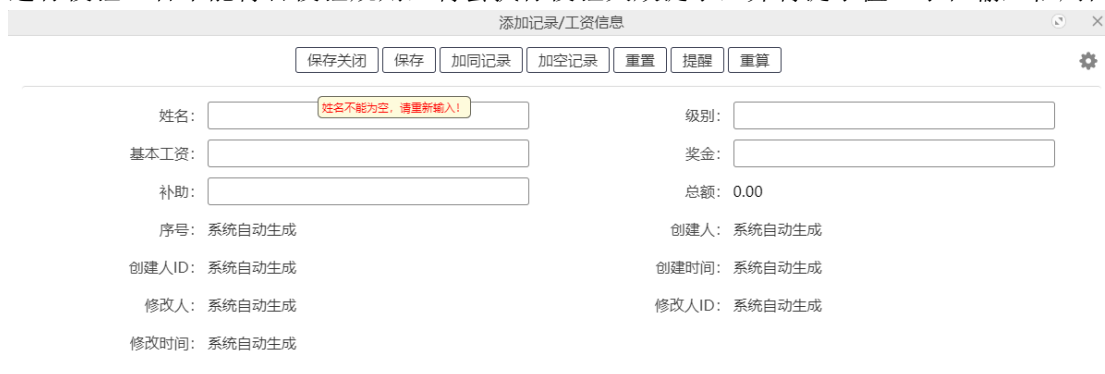 添加记录/工资信息
保存关闭 保存 加同记录 加空记录 重置 提醒 重算
姓名： 姓名不能为空，请重新输入！ 级别：
基本工资： 奖金：
补助： 总额： 0.00
序号： 系统自动生成 创建人： 系统自动生成
创建人ID： 系统自动生成 创建时间： 系统自动生成
修改人： 系统自动生成 修改人ID： 系统自动生成
修改时间： 系统自动生成